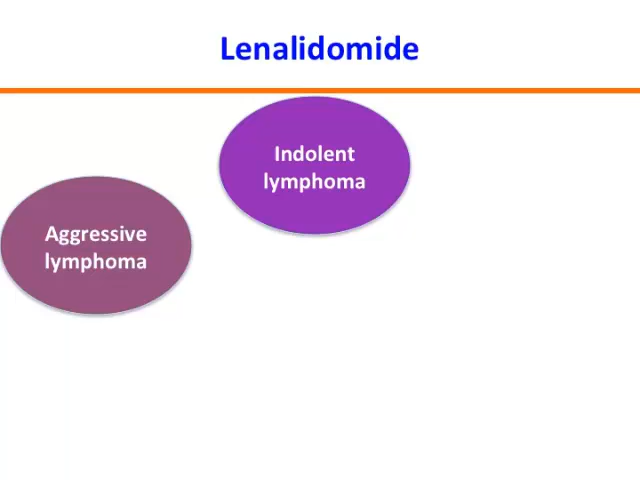 Lenalidomide
Indolent
lymphoma
Aggressive
lymphoma